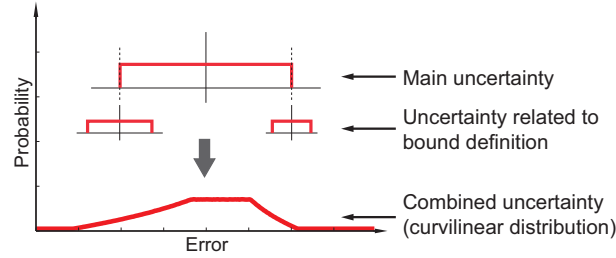 Probability
Main uncertainty
Uncertainty related to
bound definition
Combined uncertainty
(curvilinear distribution)
Error